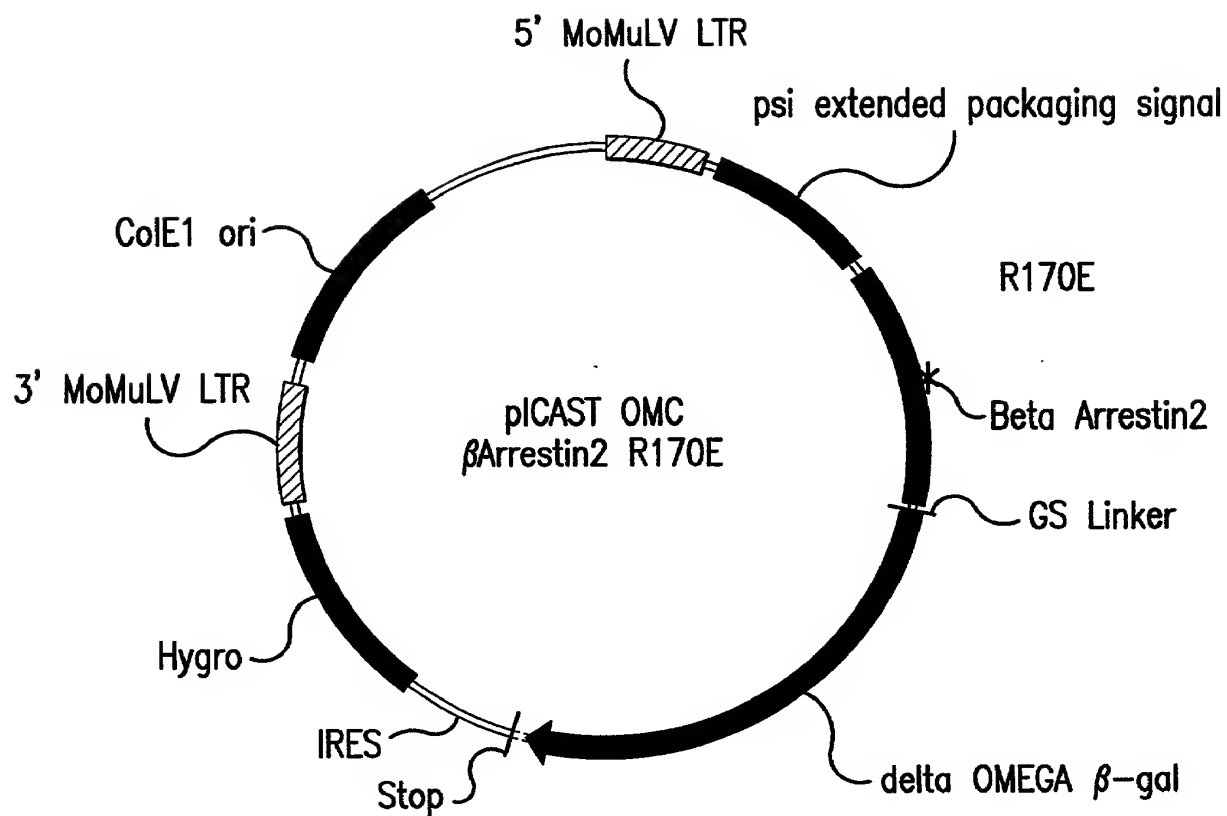 5' MoMuLV LTR
psi extended packaging signal
ColE1 ori
R170E
3' MoMuLV LTR
pICAST OMC
βArrestin2 R170E
Beta Arrestin2
GS Linker
Hygro
IRES
Stop
delta OMEGA β-gal